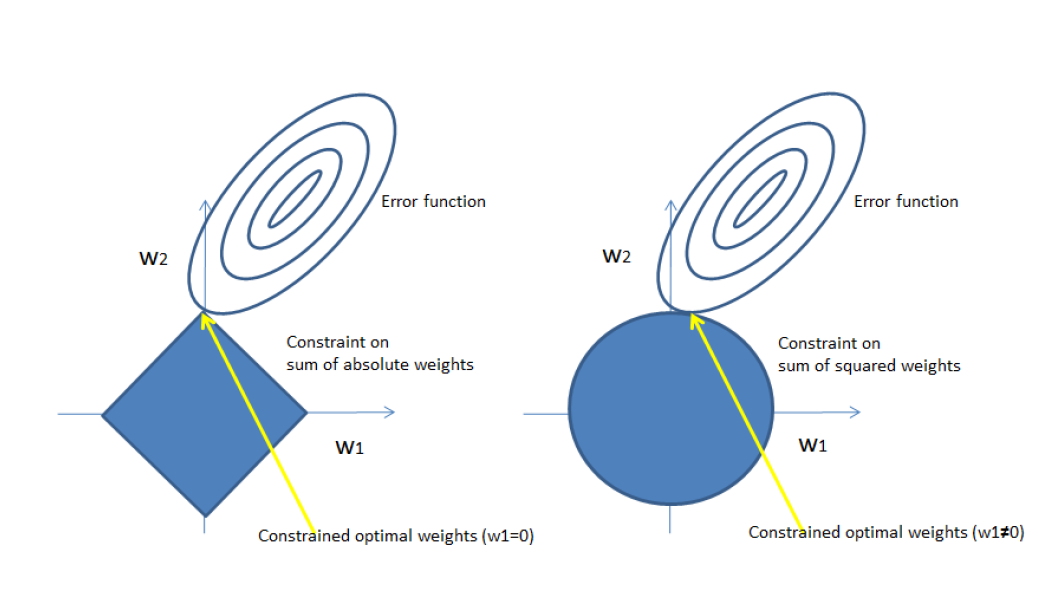 Error function
W2
Constraint on
sum of absolute weights
W1
Constrained optimal weights (w1=0)
Error function
W2
Constraint on
sum of squared weights
W1
Constrained optimal weights (w1≠0)